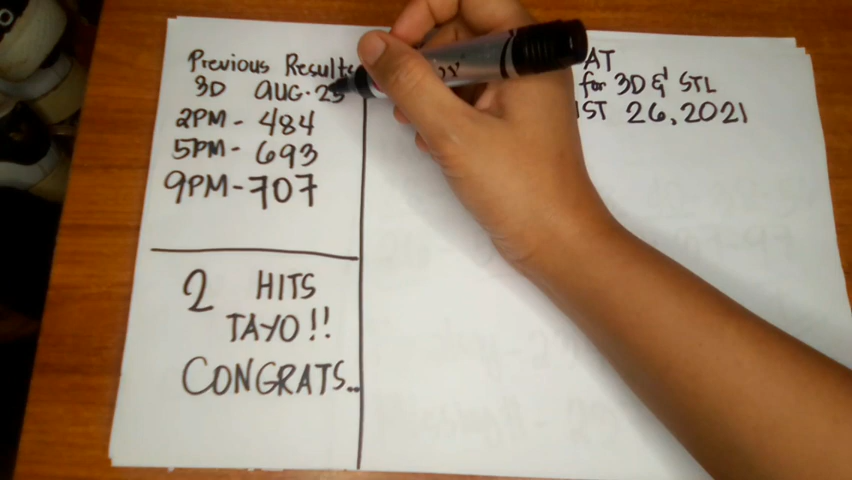 Previous Results
3D AUG. 25
2PM - 484
5PM - 693
9PM - 707
2 HITS
TAYO!!
CONGRATS..
AT
for 3D & STL
ST 26, 2021